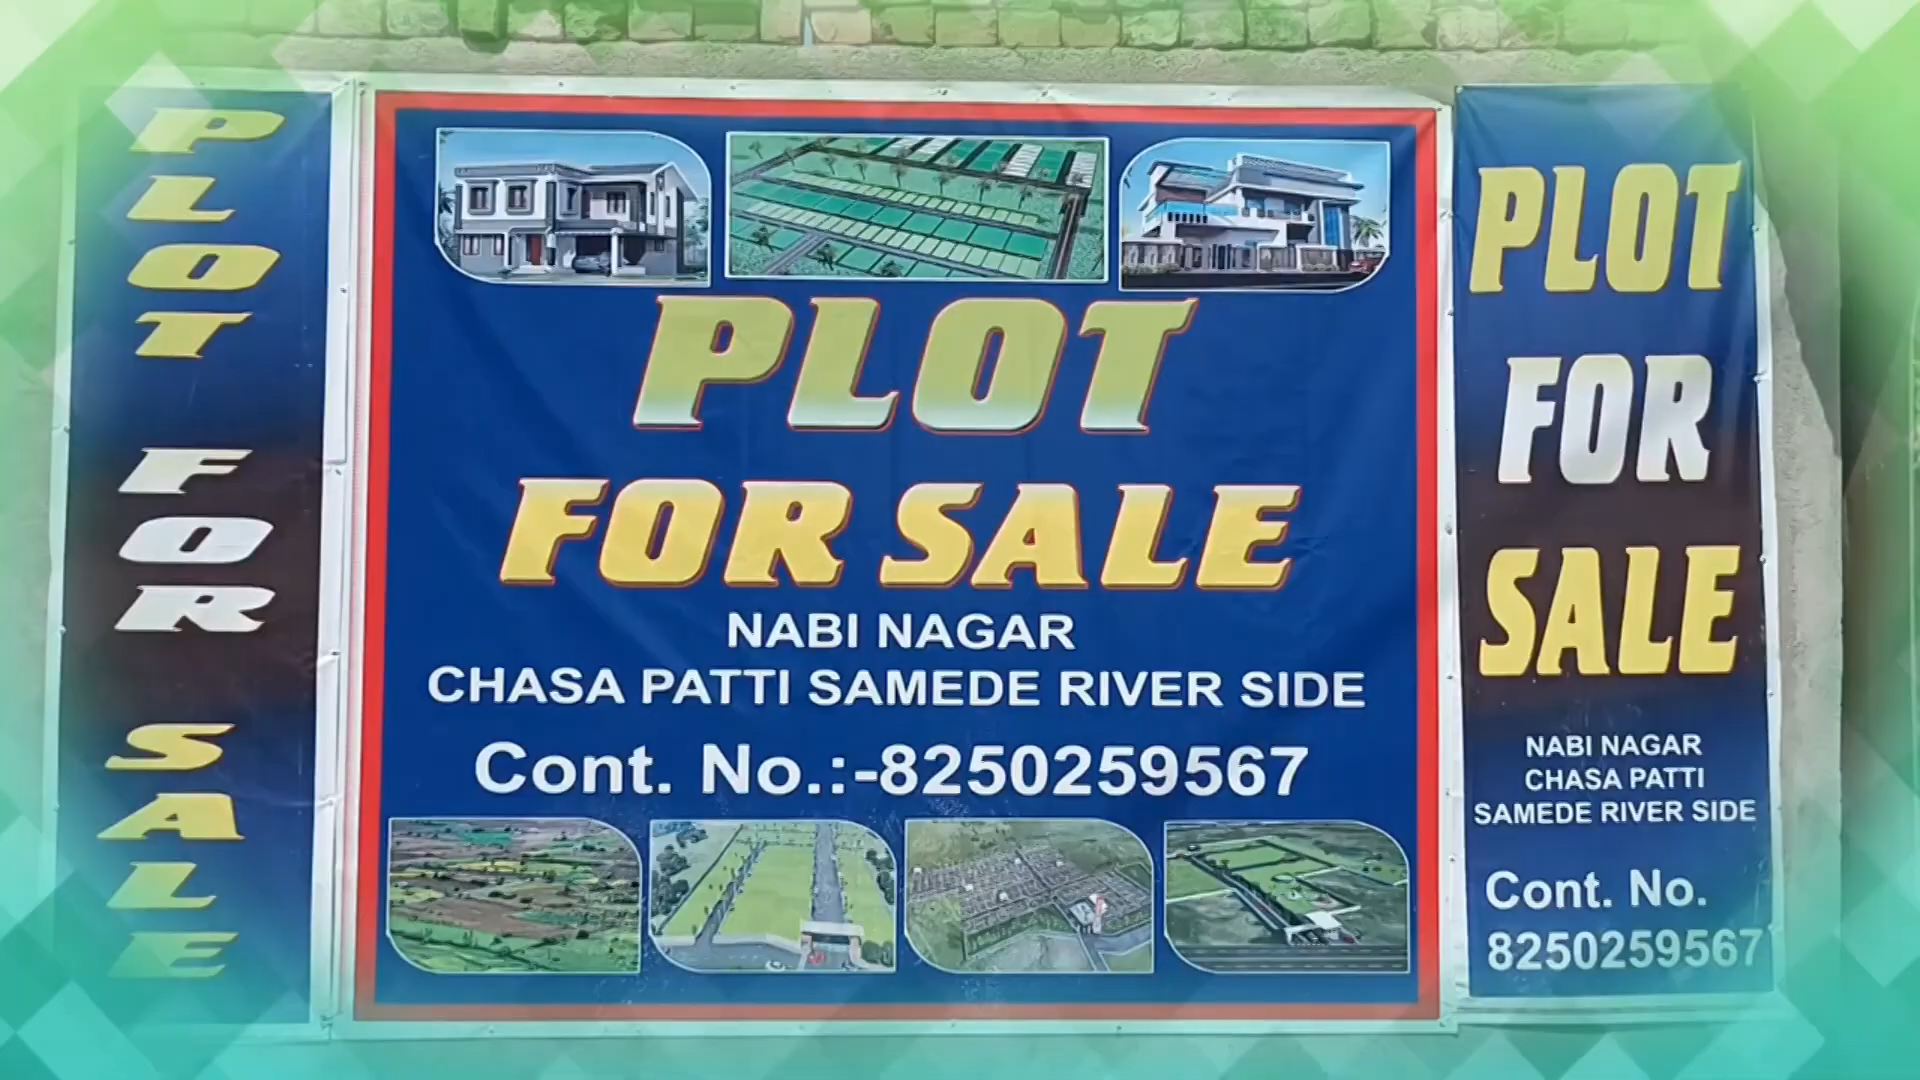 PLOT
FOR
SALE
PLOT
FOR SALE
NABI NAGAR
CHASA PATTI SAMEDE RIVER SIDE
Cont. No.:-8250259567
PLOT
FOR
SALE
NABI NAGAR
CHASA PATTI
SAMEDE RIVER SIDE
Cont. No.
8250259567